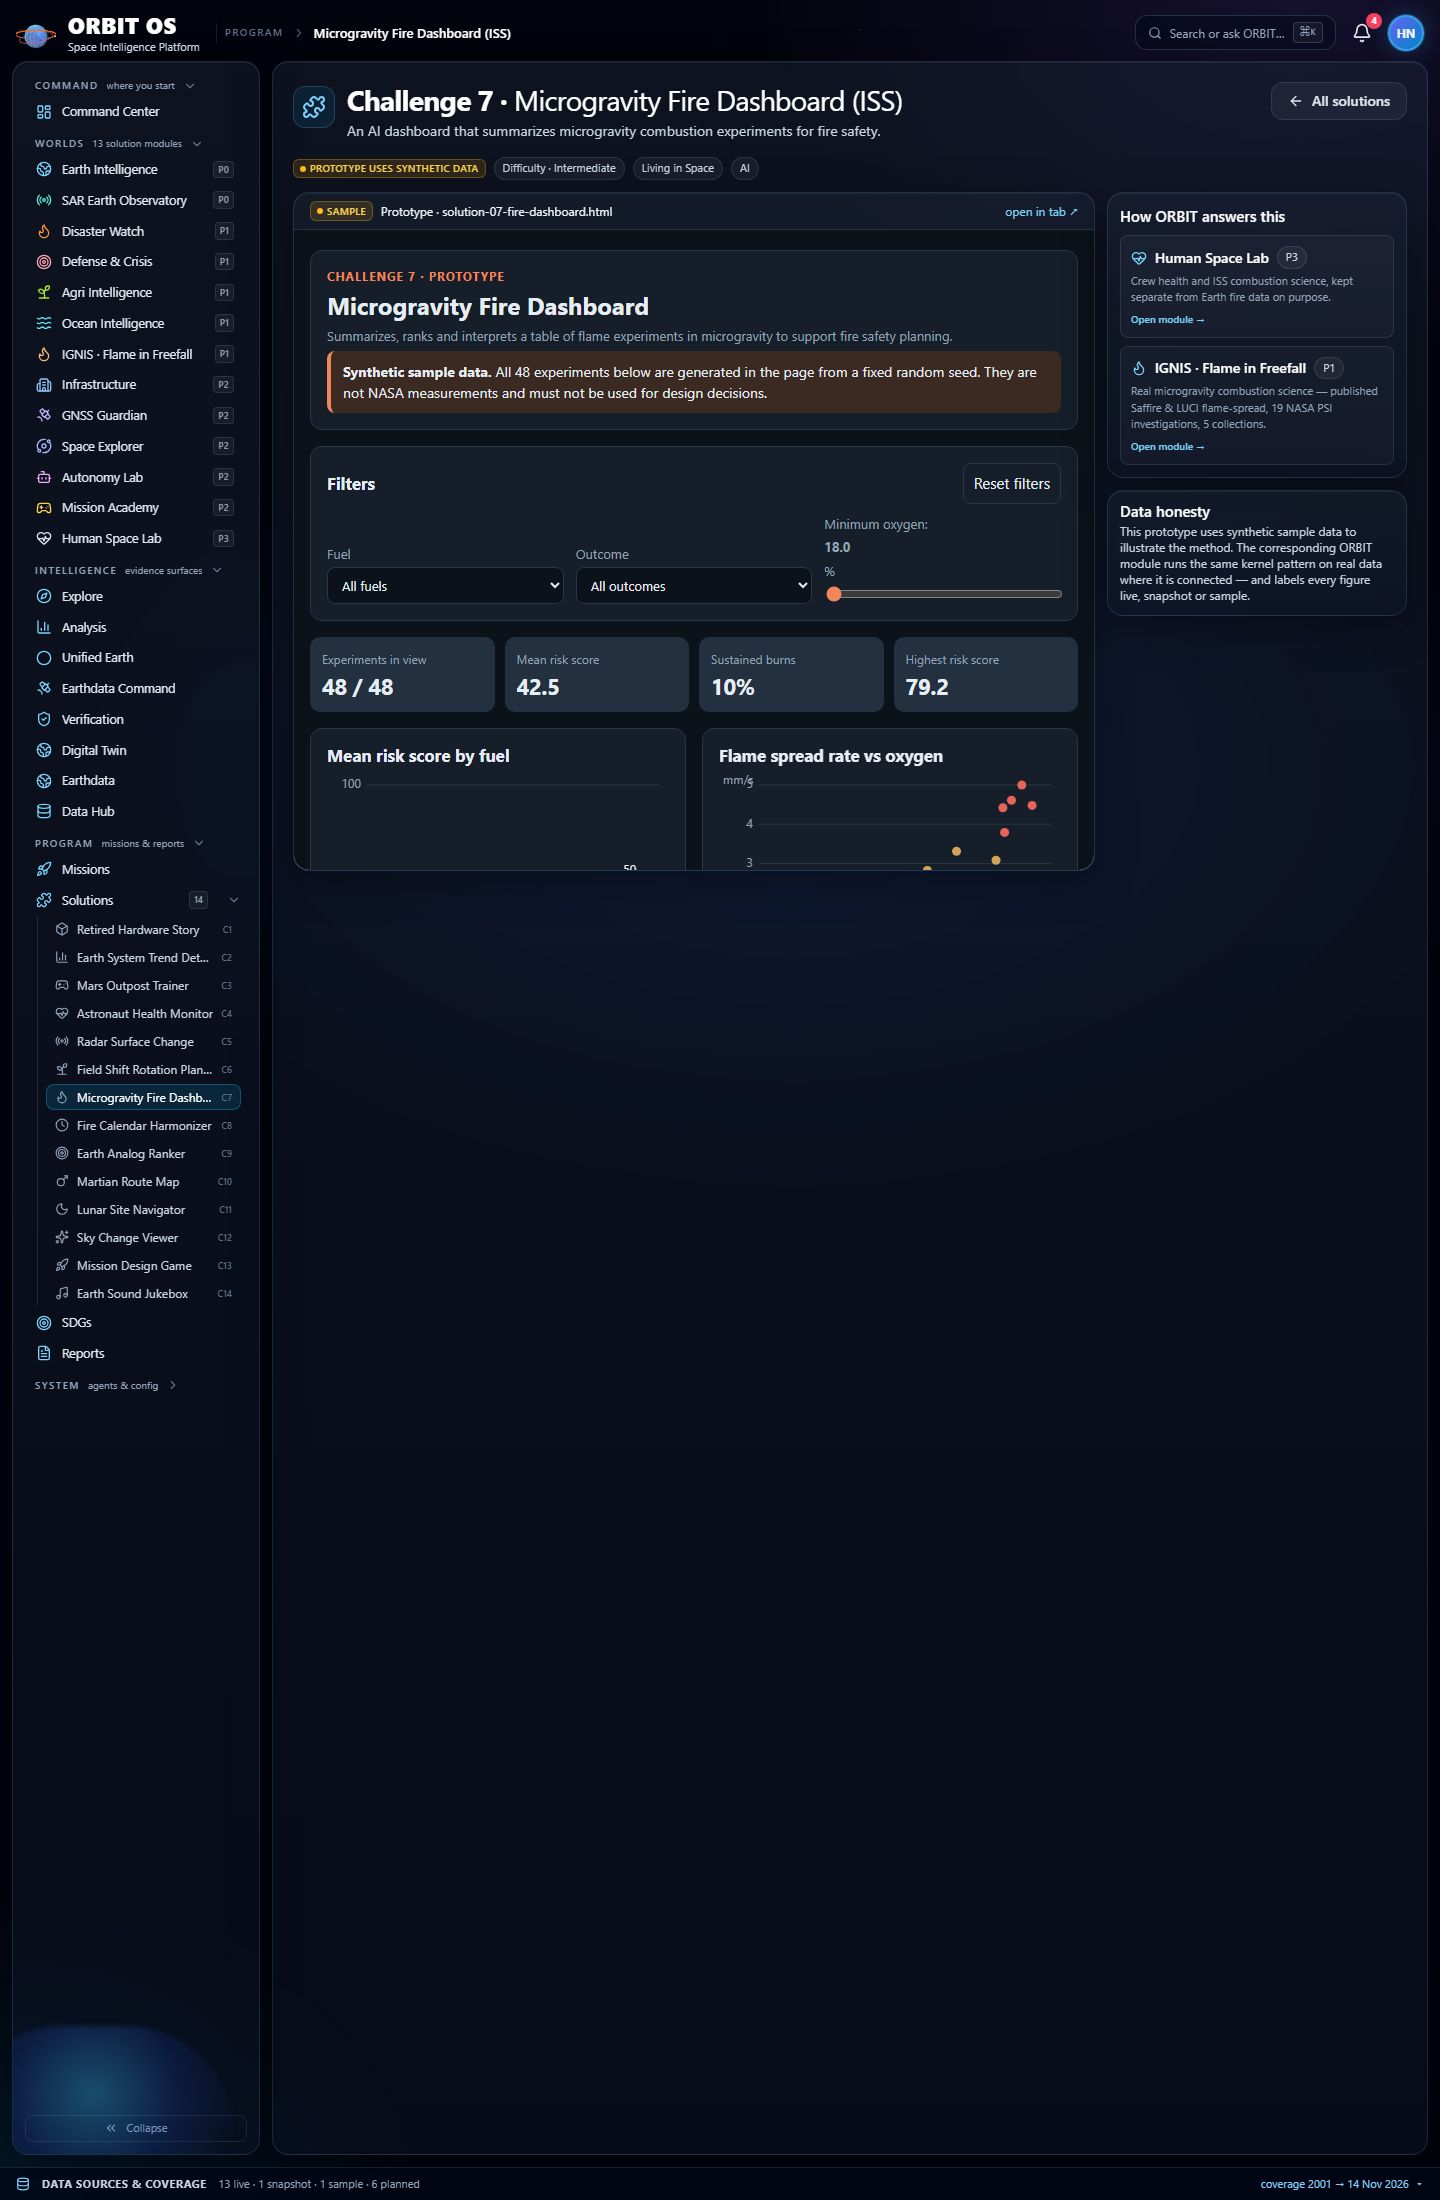 ORBIT OS
Space Intelligence Platform
PROGRAM > Microgravity Fire Dashboard (ISS)
Search or ask ORBIT... ⌘K
4
HN
COMMAND where you start
Command Center
WORLDS 13 solution modules
Earth Intelligence P0
SAR Earth Observatory P0
Disaster Watch P1
Defense & Crisis P1
Agri Intelligence P1
Ocean Intelligence P1
IGNIS · Flame in Freefall P1
Infrastructure P2
GNSS Guardian P2
Space Explorer P2
Autonomy Lab P2
Mission Academy P2
Human Space Lab P3
INTELLIGENCE evidence surfaces
Explore
Analysis
Unified Earth
Earthdata Command
Verification
Digital Twin
Earthdata
Data Hub
PROGRAM missions & reports
Missions
Solutions 14
Retired Hardware Story C1
Earth System Trend Det... C2
Mars Outpost Trainer C3
Astronaut Health Monitor C4
Radar Surface Change C5
Field Shift Rotation Plan... C6
Microgravity Fire Dashb... C7
Fire Calendar Harmonizer C8
Earth Analog Ranker C9
Martian Route Map C10
Lunar Site Navigator C11
Sky Change Viewer C12
Mission Design Game C13
Earth Sound Jukebox C14
SDGs
Reports
SYSTEM agents & config
Collapse
Challenge 7 · Microgravity Fire Dashboard (ISS)
An AI dashboard that summarizes microgravity combustion experiments for fire safety.
← All solutions
PROTOTYPE USES SYNTHETIC DATA
Difficulty · Intermediate
Living in Space
AI
SAMPLE Prototype · solution-07-fire-dashboard.html
open in tab ↗
CHALLENGE 7 · PROTOTYPE
Microgravity Fire Dashboard
Summarizes, ranks and interprets a table of flame experiments in microgravity to support fire safety planning.
Synthetic sample data. All 48 experiments below are generated in the page from a fixed random seed. They are
not NASA measurements and must not be used for design decisions.
Filters
Reset filters
Fuel
All fuels
Outcome
All outcomes
Minimum oxygen:
18.0
%
Experiments in view
48 / 48
Mean risk score
42.5
Sustained burns
10%
Highest risk score
79.2
Mean risk score by fuel
100
50
Flame spread rate vs oxygen
mm/s
5
4
3
How ORBIT answers this
Human Space Lab P3
Crew health and ISS combustion science, kept
separate from Earth fire data on purpose.
Open module →
IGNIS · Flame in Freefall P1
Real microgravity combustion science — published
Saffire & LUCI flame-spread, 19 NASA PSI
investigations, 5 collections.
Open module →
Data honesty
This prototype uses synthetic sample data to
illustrate the method. The corresponding ORBIT
module runs the same kernel pattern on real data
where it is connected — and labels every figure
live, snapshot or sample.
DATA SOURCES & COVERAGE 13 live · 1 snapshot · 1 sample · 6 planned
coverage 2001 → 14 Nov 2026